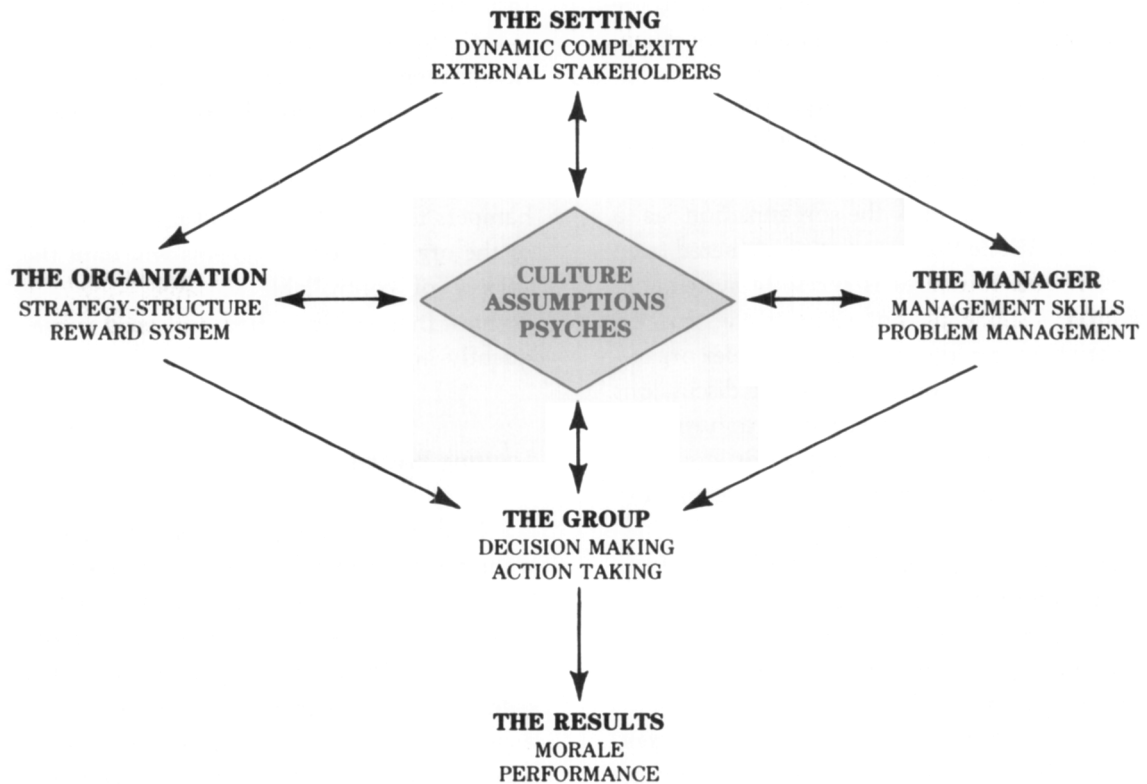 THE SETTING
DYNAMIC COMPLEXITY
EXTERNAL STAKEHOLDERS
THE ORGANIZATION
STRATEGY-STRUCTURE
REWARD SYSTEM
CULTURE
ASSUMPTIONS
PSYCHES
THE MANAGER
MANAGEMENT SKILLS
PROBLEM MANAGEMENT
THE GROUP
DECISION MAKING
ACTION TAKING
THE RESULTS
MORALE
PERFORMANCE